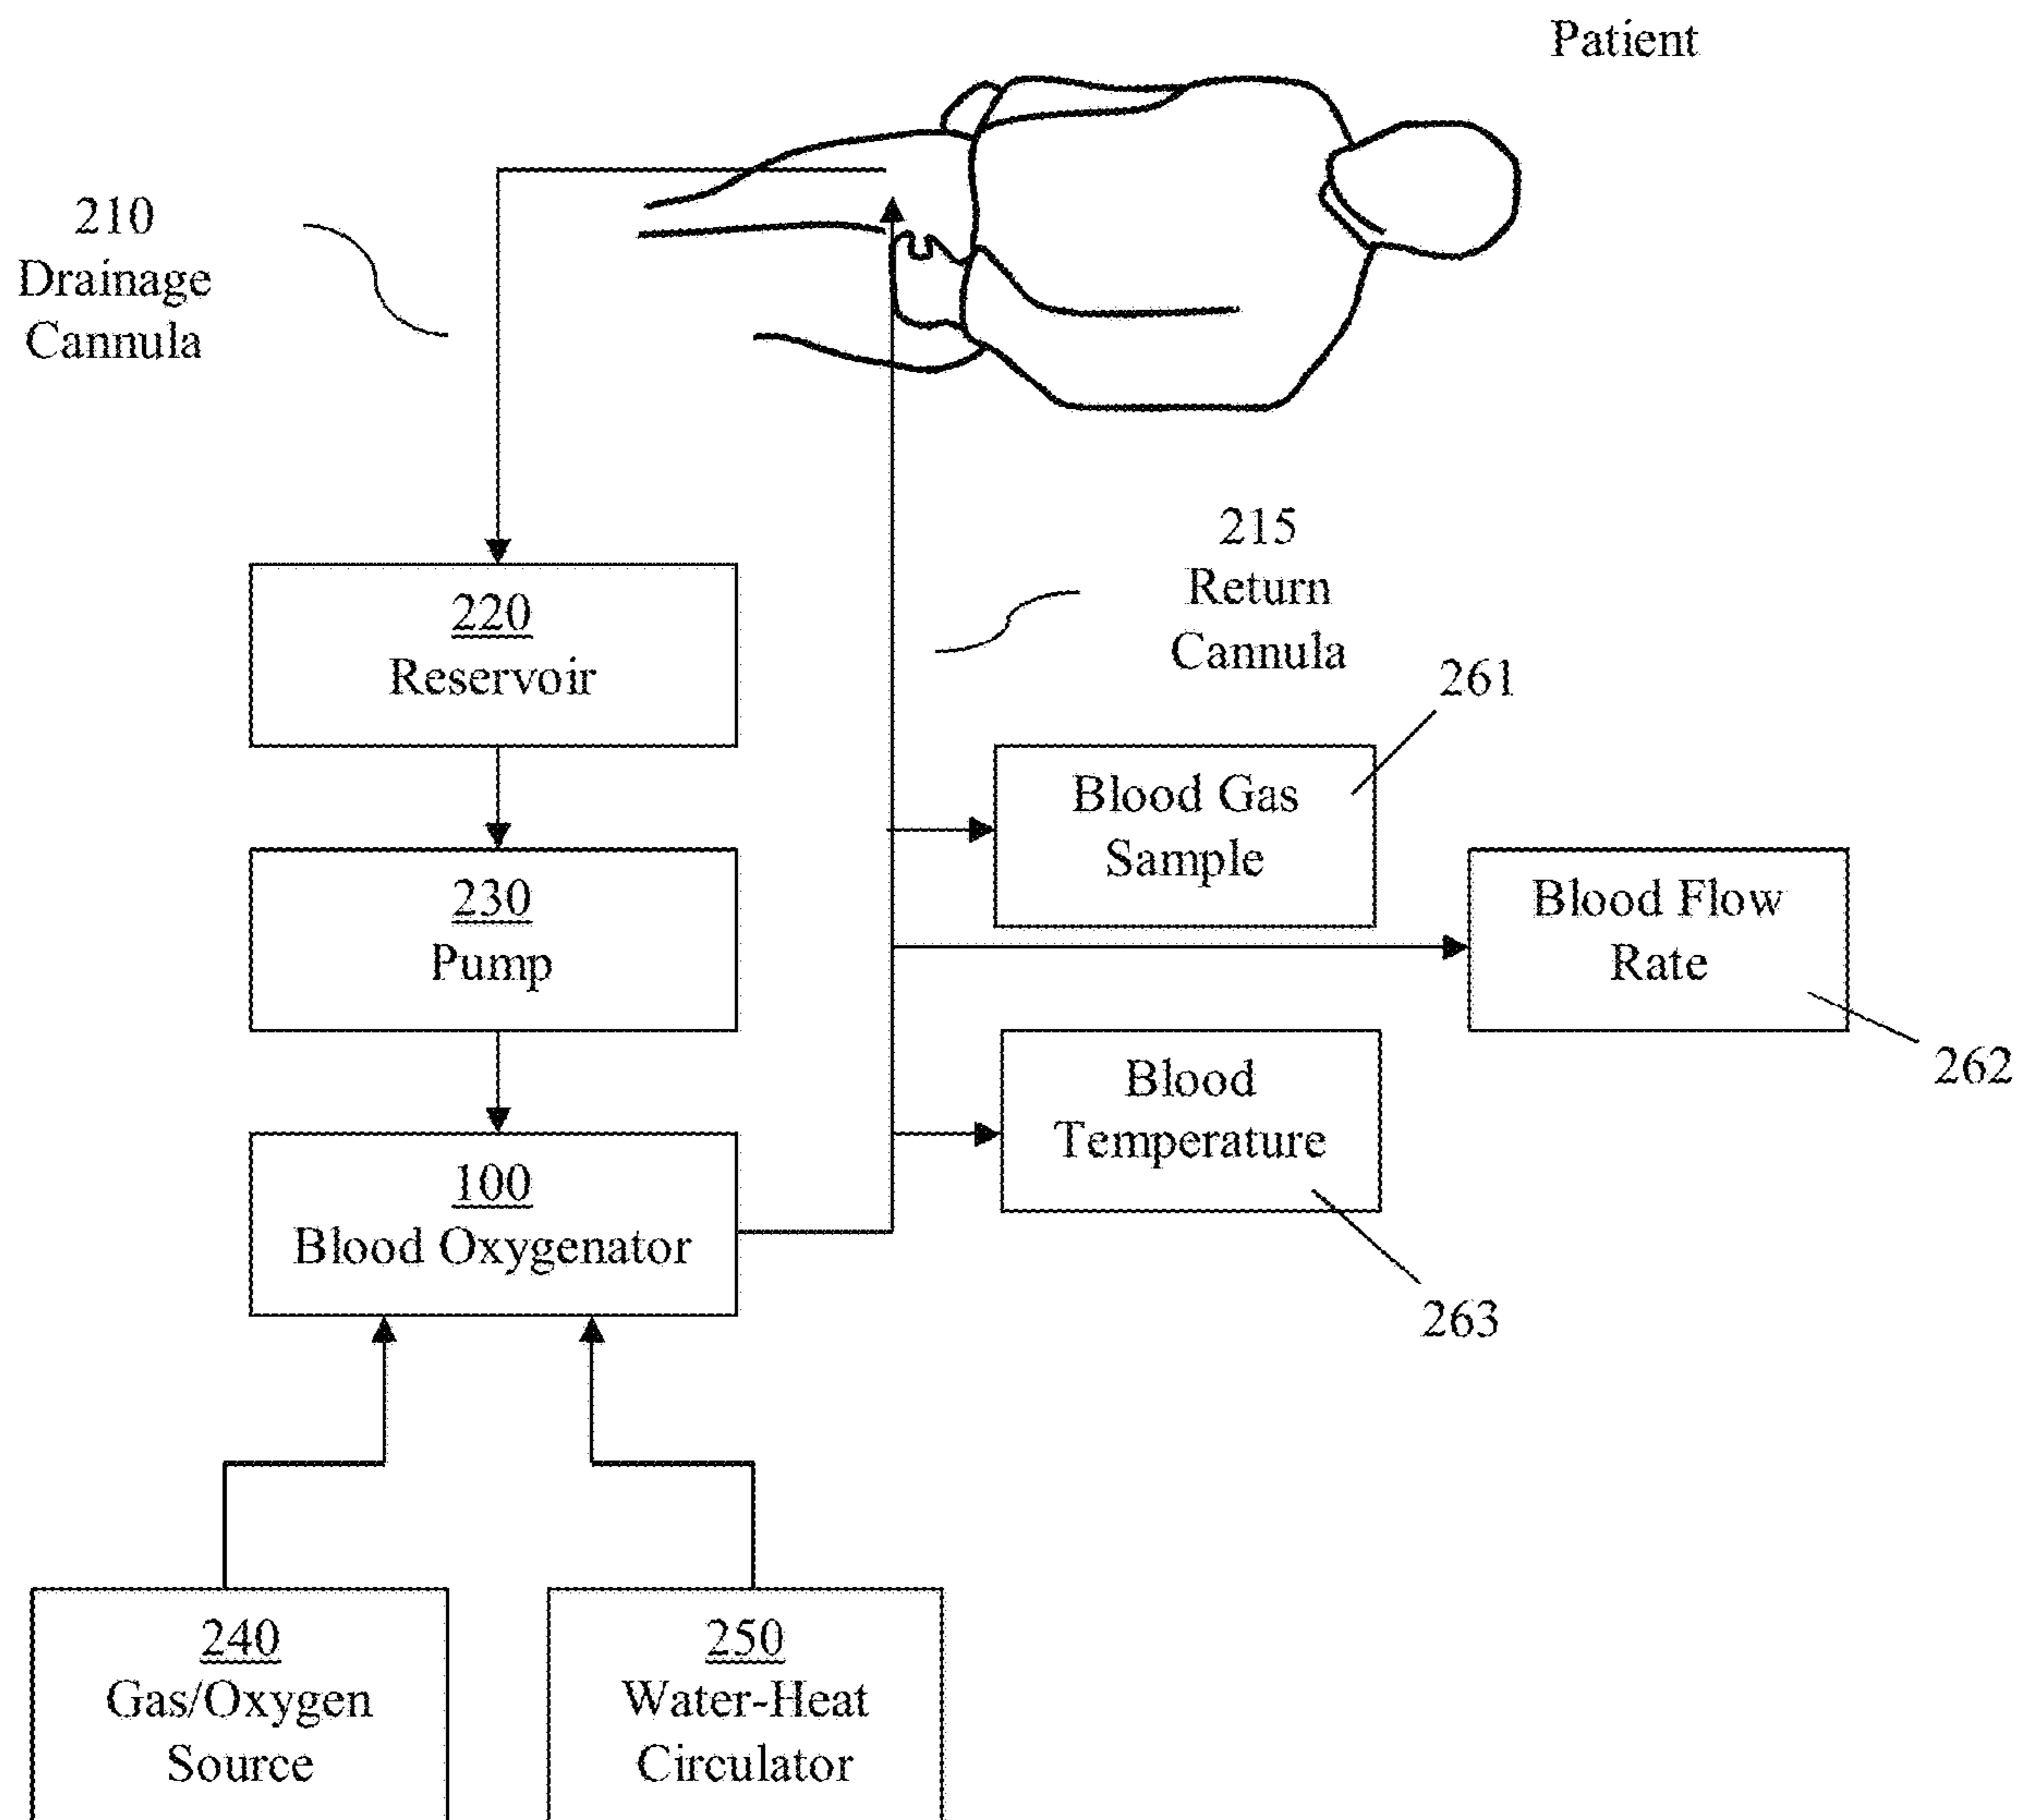 Patient
210
Drainage
Cannula
215
Return
Cannula
220
Reservoir
261
Blood Gas
Sample
230
Pump
Blood Flow
Rate
262
Blood
Temperature
100
Blood Oxygenator
263
240
Gas/Oxygen
Source
250
Water-Heat
Circulator